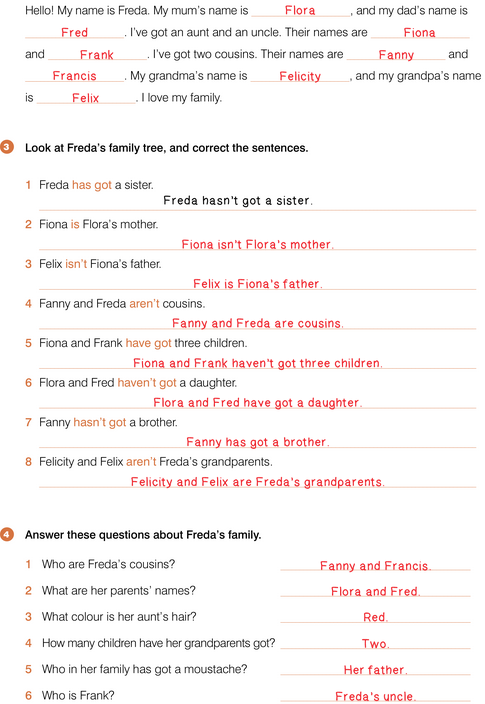 Hello! My name is Freda. My mum's name is Flora, and my dad's name is
Fred. I've got an aunt and an uncle. Their names are Fiona
and Frank. I've got two cousins. Their names are Fanny and
Francis. My grandma's name is Felicity, and my grandpa's name
is Felix. I love my family.
3 Look at Freda's family tree, and correct the sentences.
1 Freda has got a sister.
Freda hasn't got a sister.
2 Fiona is Flora's mother.
Fiona isn't Flora's mother.
3 Felix isn't Fiona's father.
Felix is Fiona's father.
4 Fanny and Freda aren't cousins.
Fanny and Freda are cousins.
5 Fiona and Frank have got three children.
Fiona and Frank haven't got three children.
6 Flora and Fred haven't got a daughter.
Flora and Fred have got a daughter.
7 Fanny hasn't got a brother.
Fanny has got a brother.
8 Felicity and Felix aren't Freda's grandparents.
Felicity and Felix are Freda's grandparents.
4 Answer these questions about Freda's family.
1 Who are Freda's cousins? Fanny and Francis.
2 What are her parents' names? Flora and Fred.
3 What colour is her aunt's hair? Red.
4 How many children have her grandparents got? Two.
5 Who in her family has got a moustache? Her father.
6 Who is Frank? Freda's uncle.